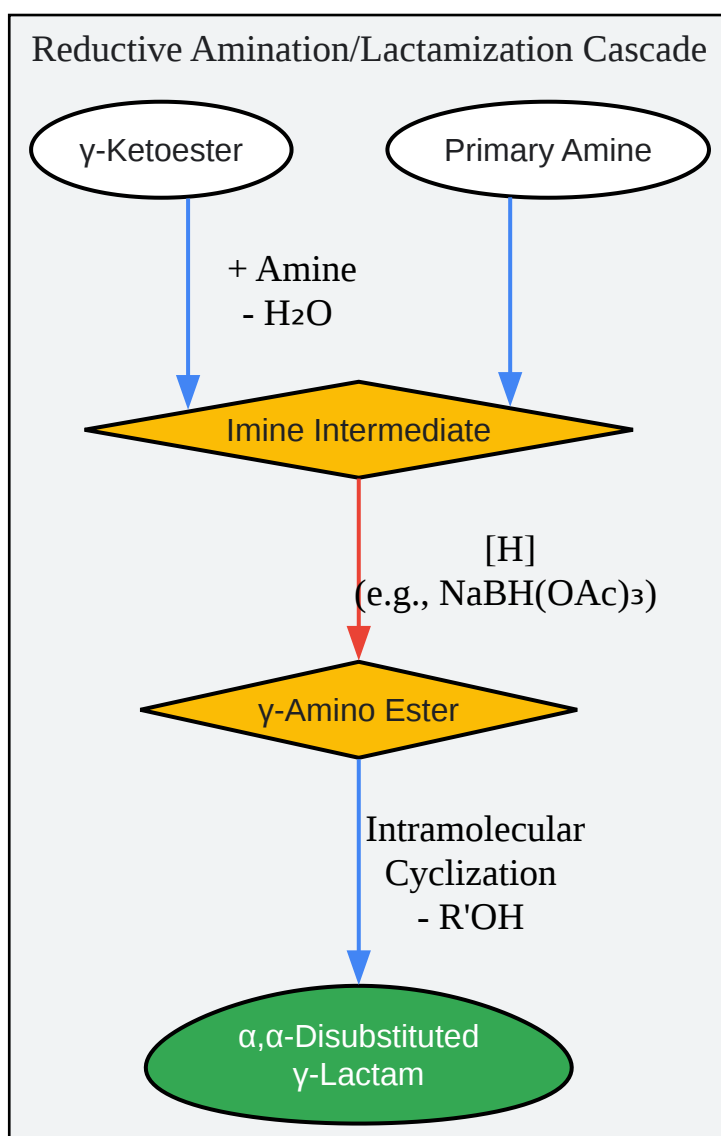 Reductive Amination/Lactamization Cascade
γ-Ketoester
Primary Amine
+ Amine
- H₂O
Imine Intermediate
[H]
(e.g., NaBH(OAc)₃)
γ-Amino Ester
Intramolecular
Cyclization
- R'OH
α,α-Disubstituted
γ-Lactam